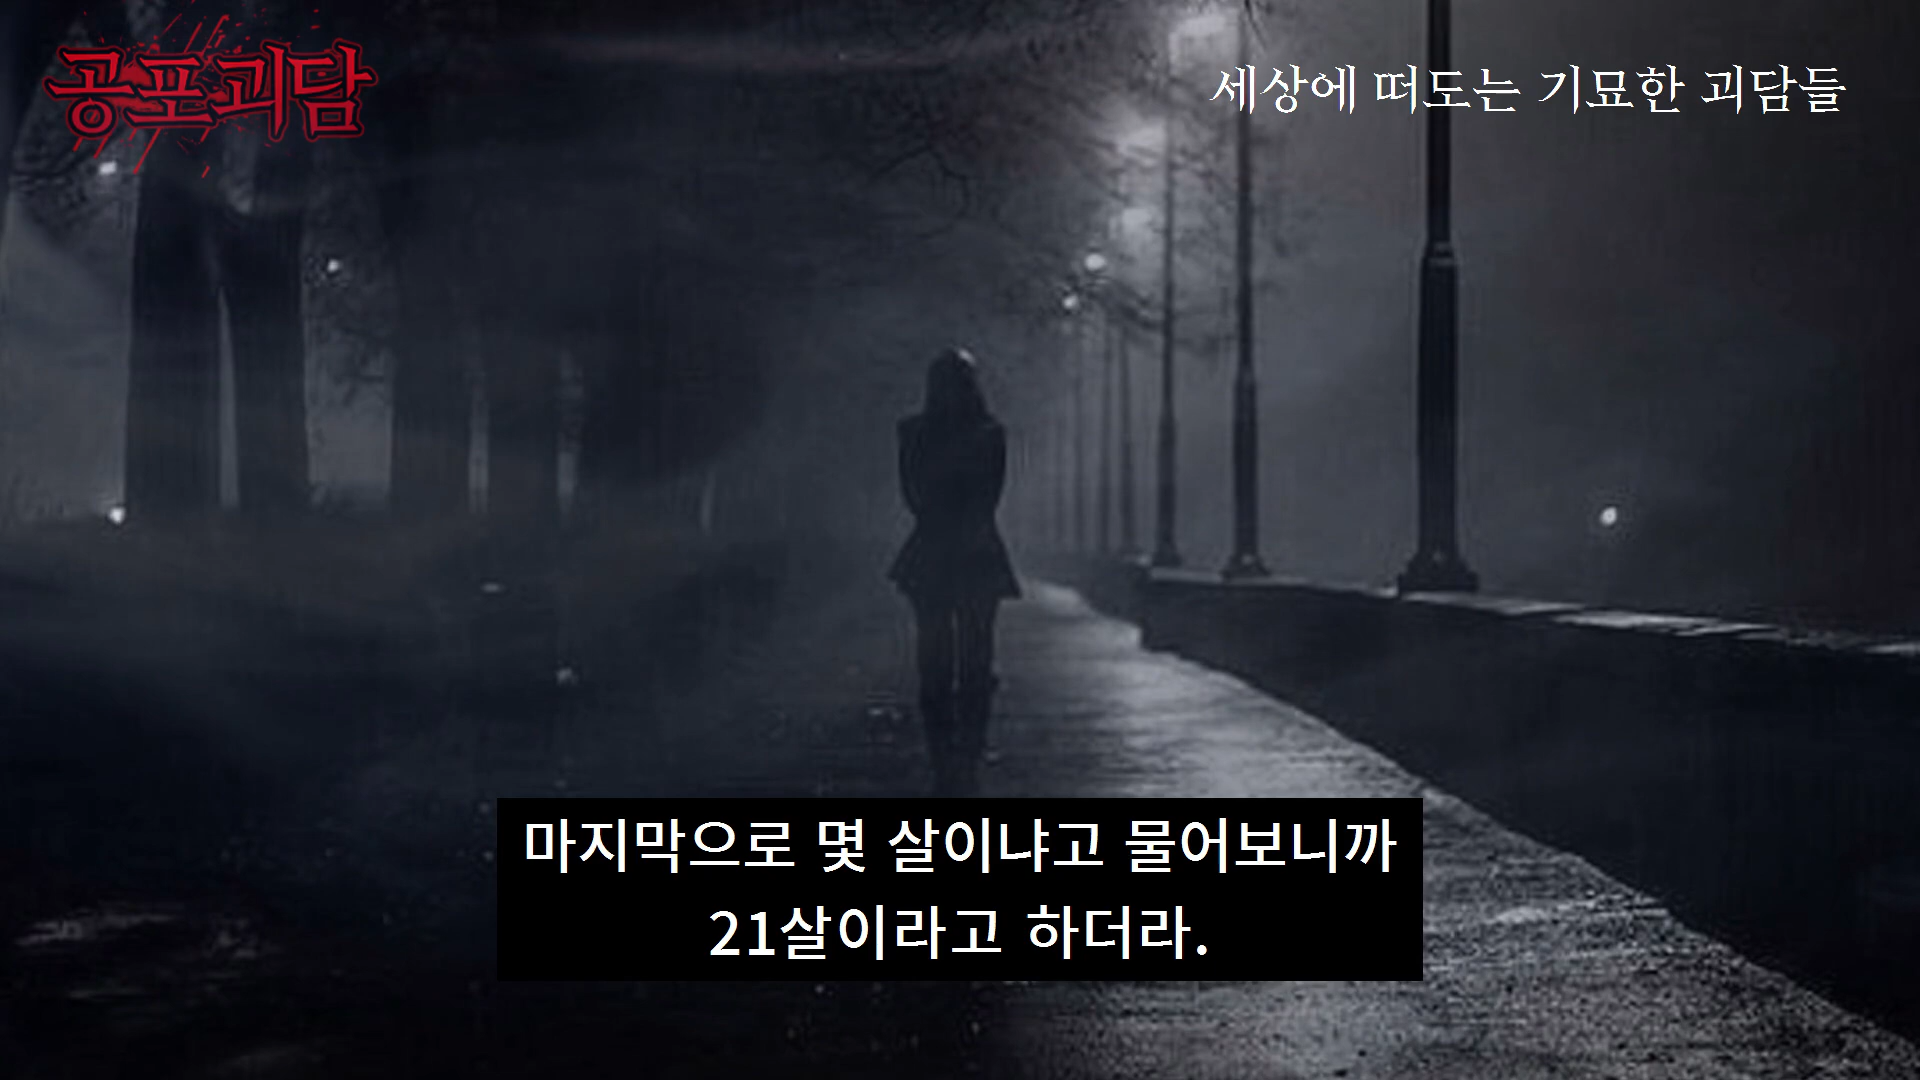 공포괴담
세상에 떠도는 기묘한 괴담들
마지막으로 몇 살이냐고 물어보니까
21살이라고 하더라.